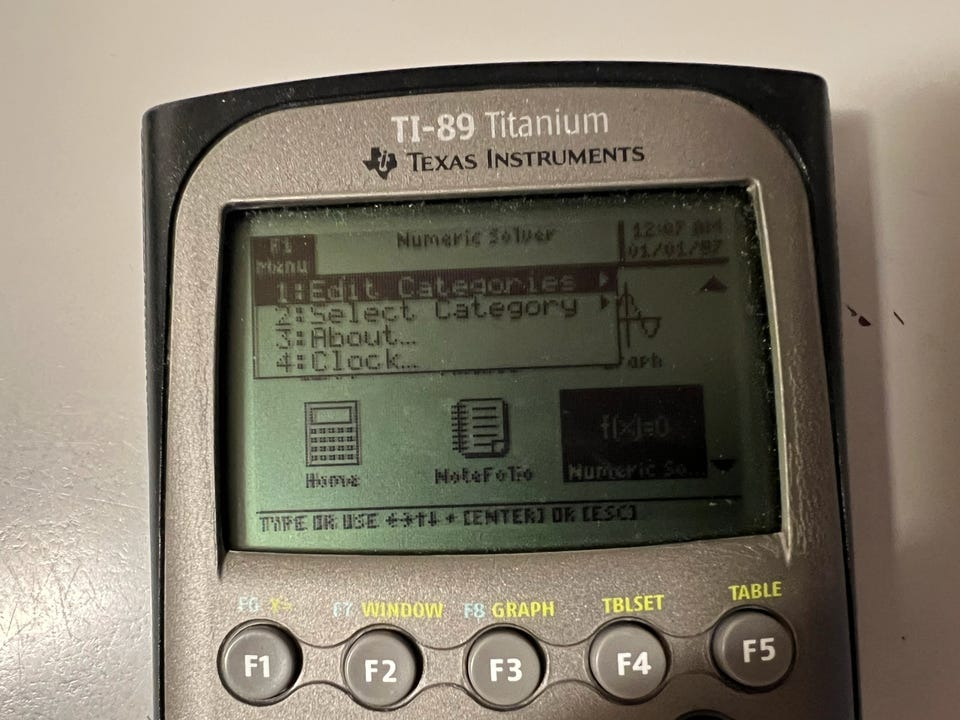 TI-89 Titanium
TEXAS INSTRUMENTS
F1 Numeric Solver 12:07 AM
Menu 01/01/97
1:Edit Categories
2:Select Category
3:About…
4:Clock…
raph
f(x)=0
Home NoteFolio Numeric So...
TYPE OR USE ←→↑↓ + [ENTER] OR [ESC]
F6 F7 WINDOW F8 GRAPH TBLSET TABLE
F1 F2 F3 F4 F5